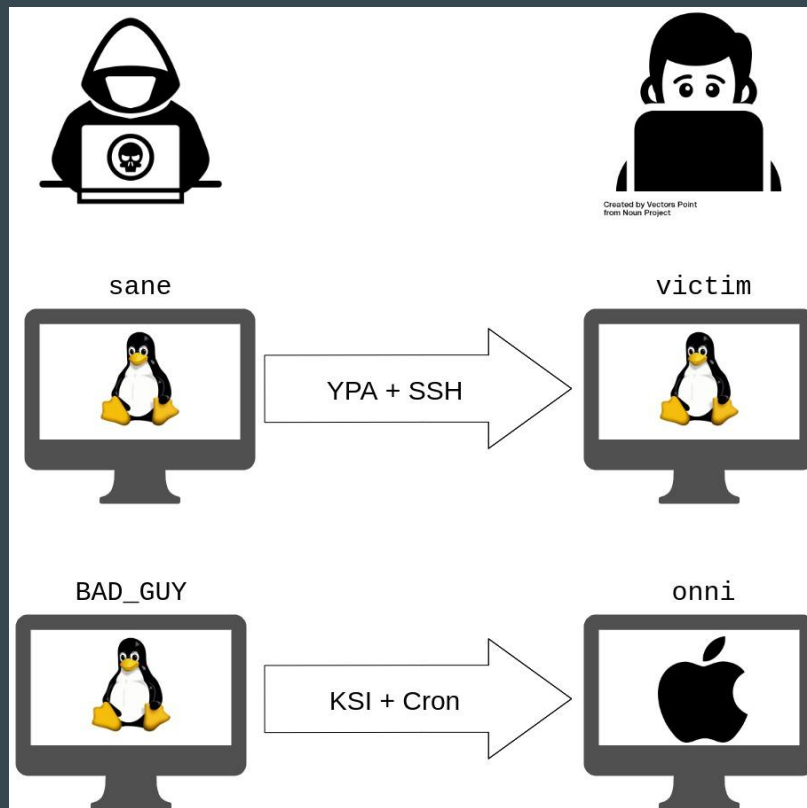 Created by Vectors Point
from Noun Project
sane
victim
YPA + SSH
BAD_GUY
onni
KSI + Cron